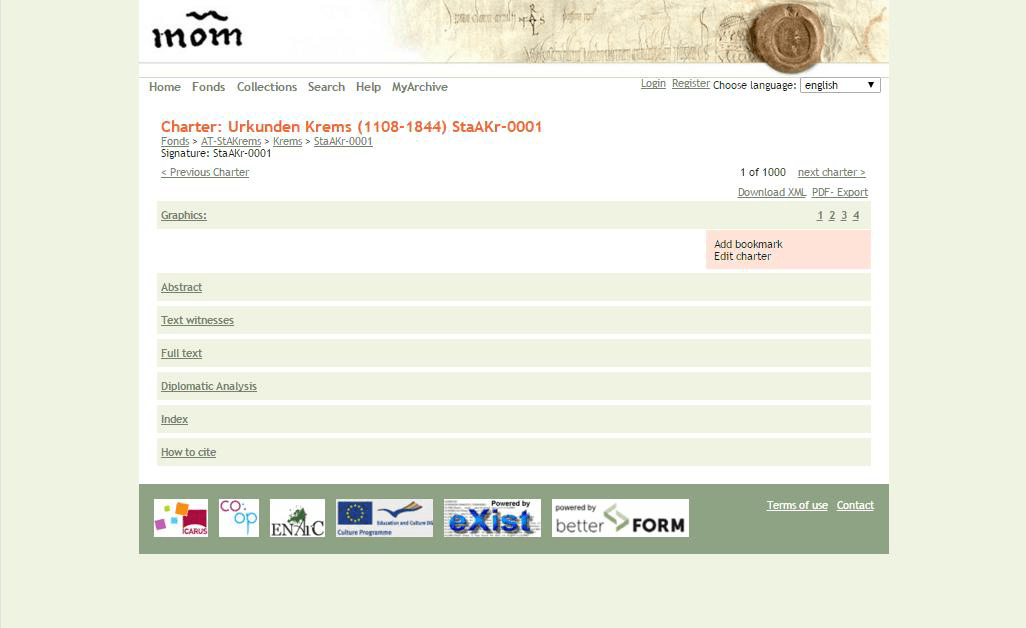 mom
Home Fonds Collections Search Help MyArchive
Login Register Choose language: english
Charter: Urkunden Krems (1108-1844) StaAKr-0001
Fonds > AT-StAKrems > Krems > StaAKr-0001
Signature: StaAKr-0001
< Previous Charter
1 of 1000 next charter >
Download XML PDF- Export
Graphics: 1 2 3 4
Add bookmark
Edit charter
Abstract
Text witnesses
Full text
Diplomatic Analysis
Index
How to cite
ICARUS
CO:
OP
ENArC
Education and Culture DG
Culture Programme
Powered by
eXist
powered by
better FORM
Terms of use Contact